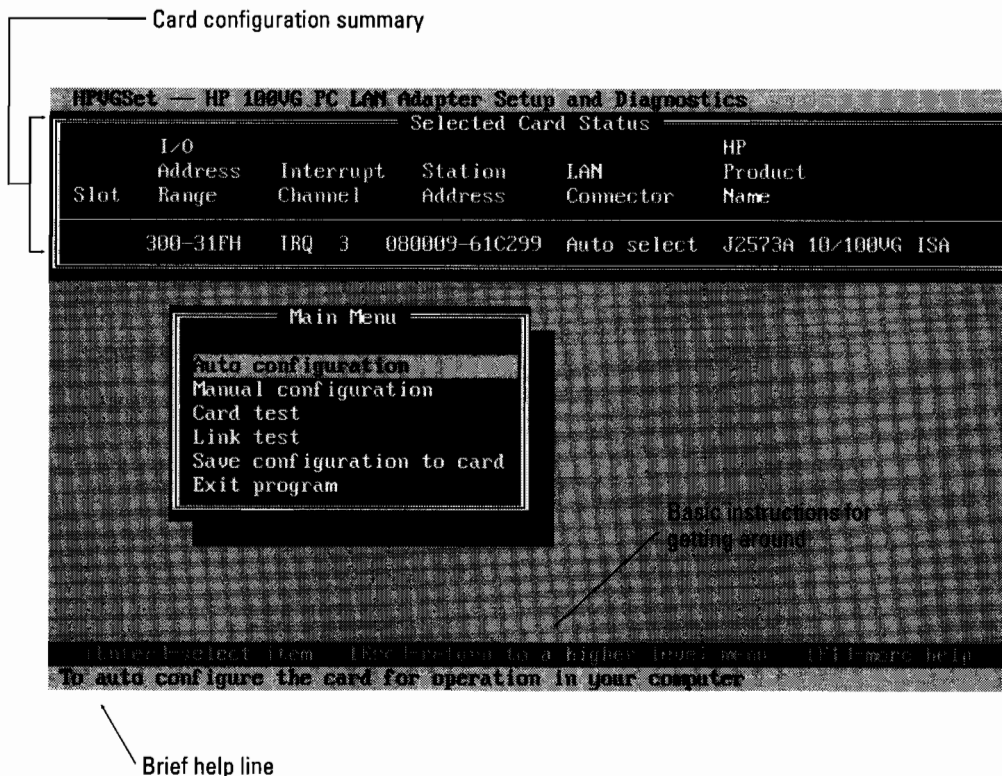 Card configuration summary
HPVGSet — HP 100VG PC LAN Adapter Setup and Diagnostics
Selected Card Status
I/O HP
Address Interrupt Station LAN Product
Slot Range Channel Address Connector Name
300-31FH IRQ 3 080009-61C299 Auto select J2573A 10/100VG ISA
Main Menu
Auto configuration
Manual configuration
Card test
Link test
Save configuration to card
Exit program
Basic instructions for
getting around
[Enter]-select item [Esc]-return to a higher level menu [F1]-more help
To auto configure the card for operation in your computer
Brief help line